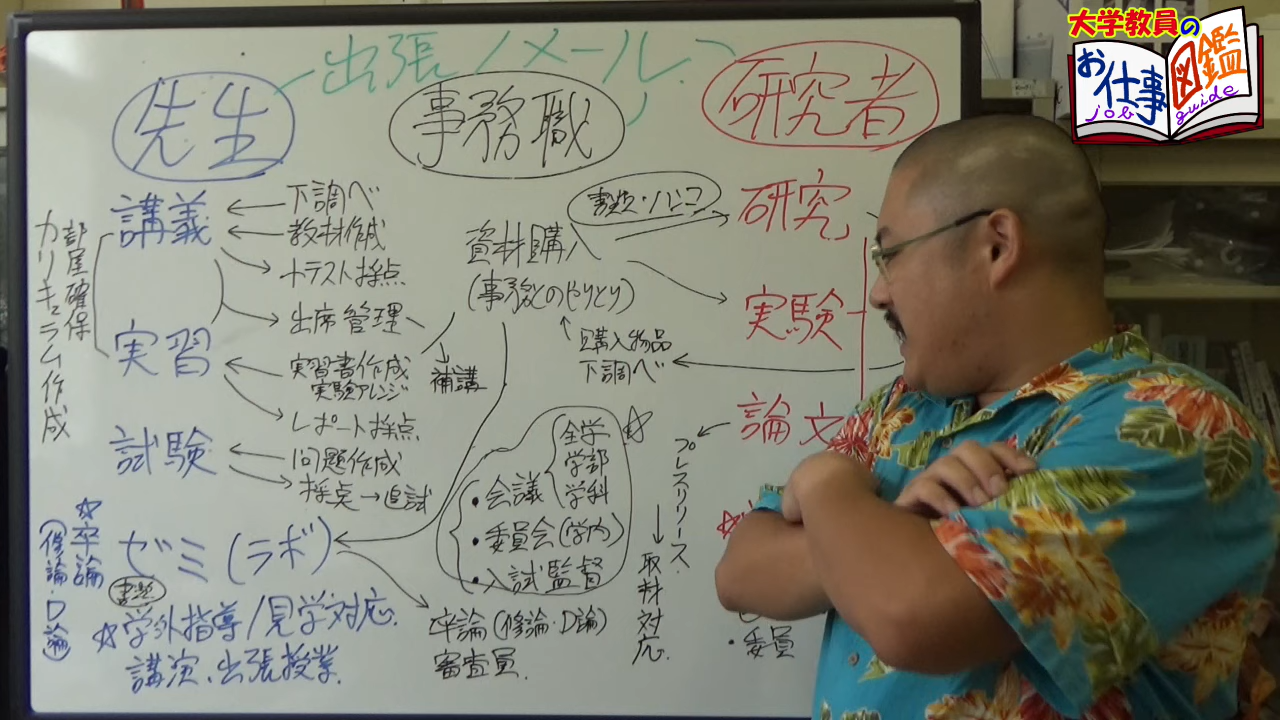 大学教員の
お仕事
図鑑
job guide
出張/メール
先生
事務職
研究者
講義
下調べ
教材作成
小テスト採点
出席管理
補講
部屋確保
カリキュラム作成
実習
実習書作成
実験アレンジ
レポート採点
試験
問題作成
採点→追試
☆卒論
(修論・D論)
ゼミ(ラボ)
書類
☆学外指導/見学対応
講演、出張授業
資材購入
(事務とのやりとり)
書類・ハンコ
購入物品
下調べ
・会議
全学
学部
学科
☆
・委員会(学内)
・入試監督
卒論(修論・D論)
審査員
研究
実験
論文
プレスリリース
→取材対応
・委員